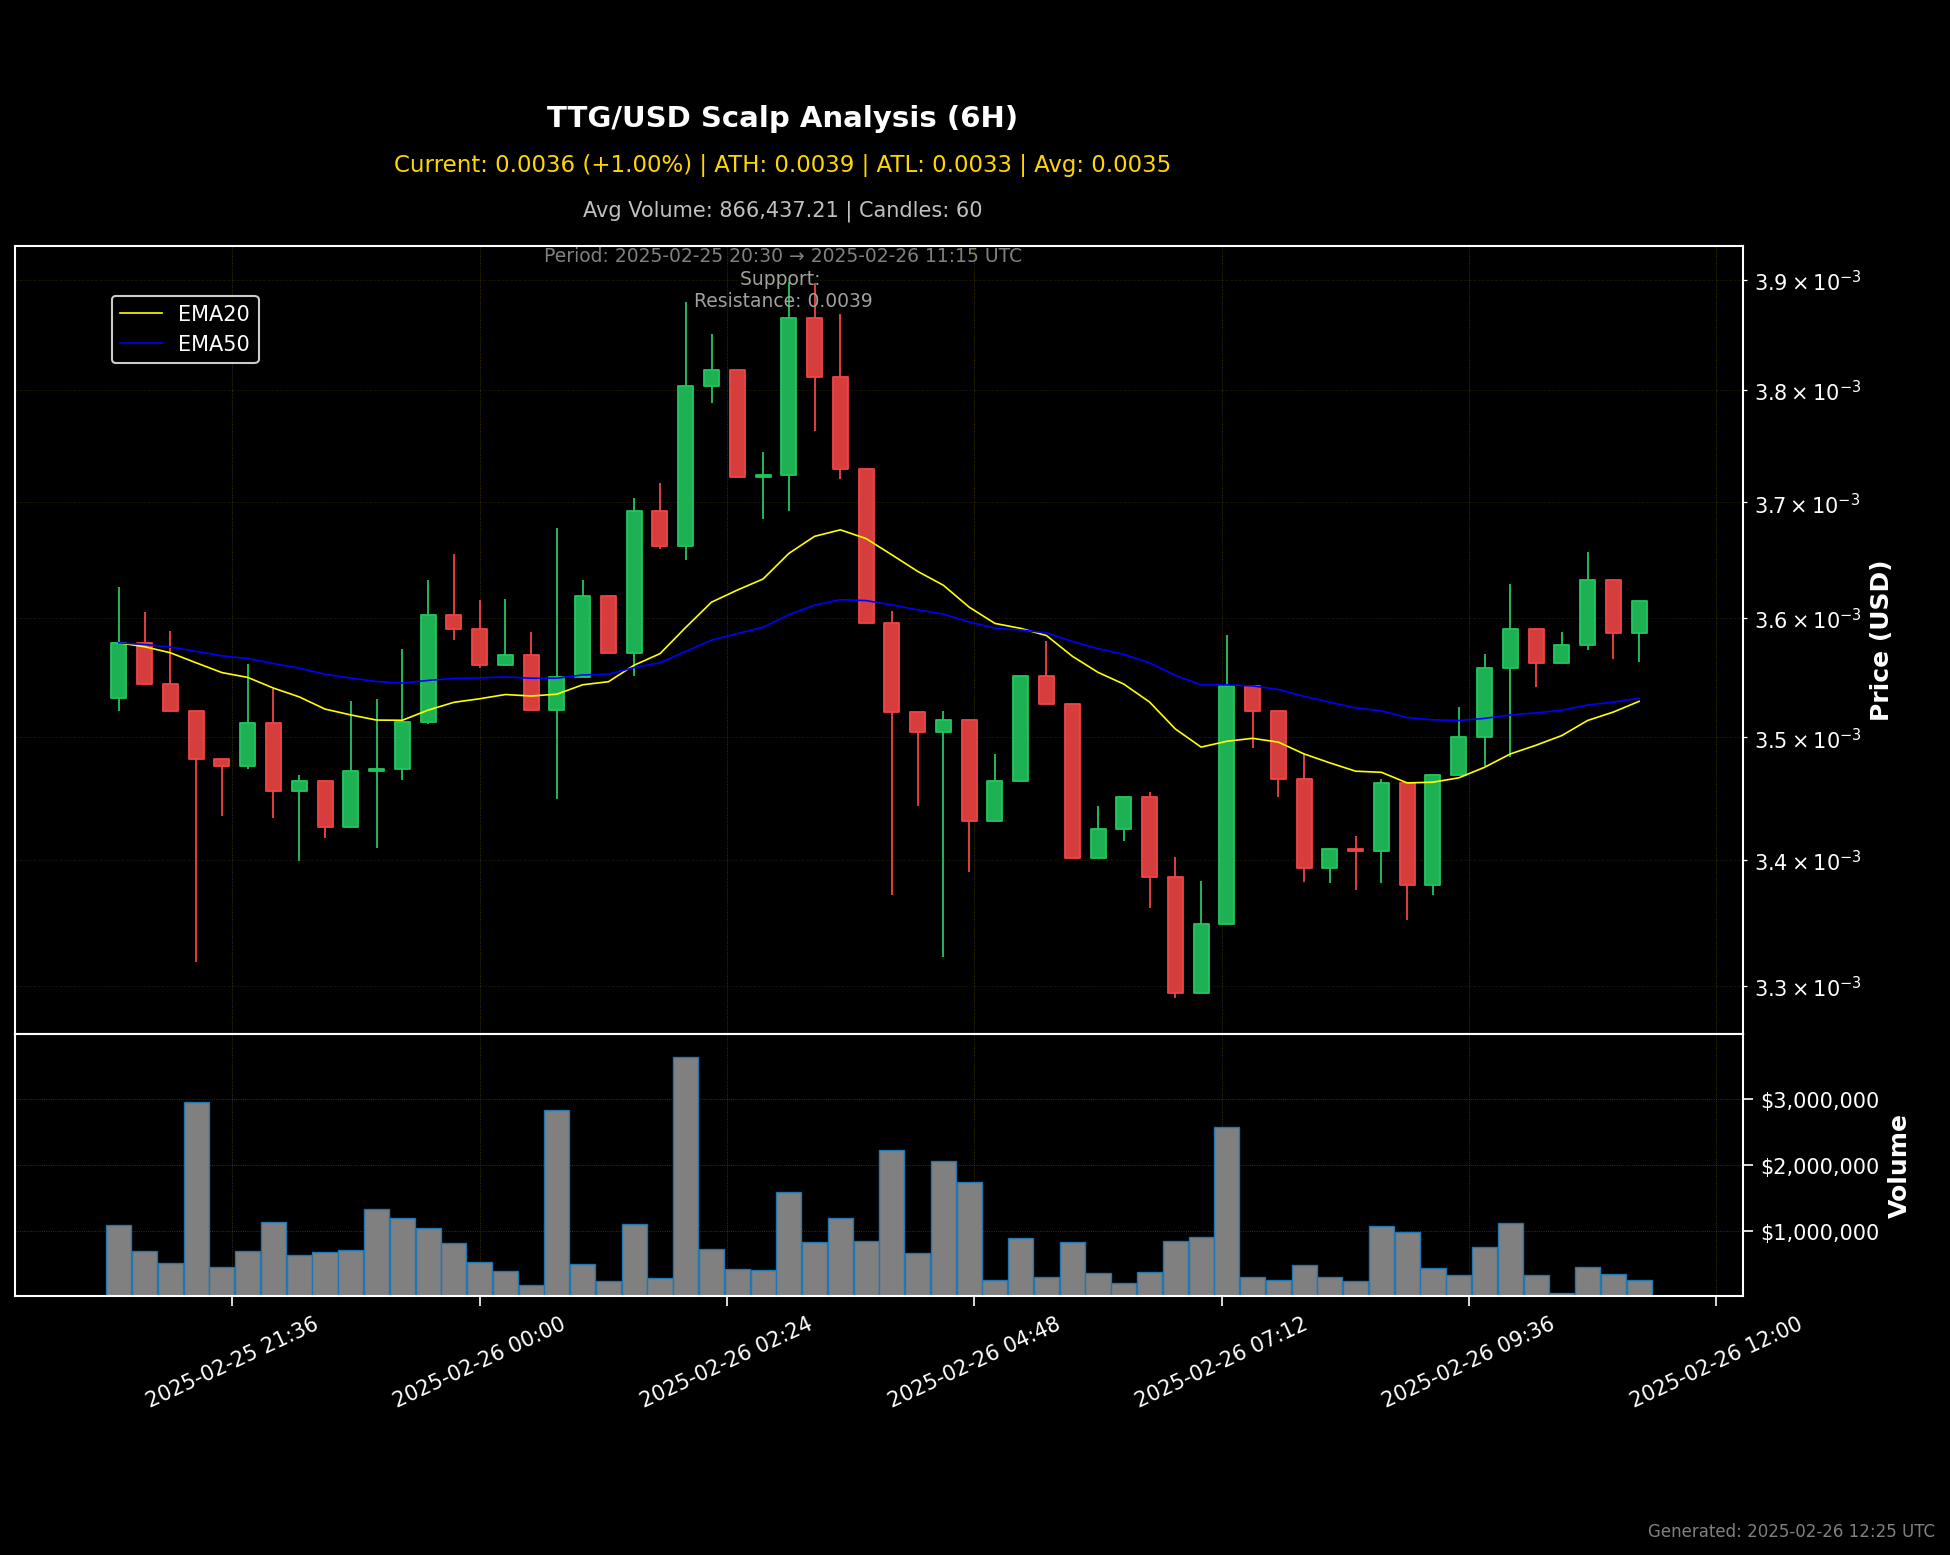 TTG/USD Scalp Analysis (6H)
Current: 0.0036 (+1.00%) | ATH: 0.0039 | ATL: 0.0033 | Avg: 0.0035
Avg Volume: 866,437.21 | Candles: 60
Period: 2025-02-25 20:30 → 2025-02-26 11:15 UTC
Support:
Resistance: 0.0039
EMA20
EMA50
3.9 × 10⁻³
3.8 × 10⁻³
3.7 × 10⁻³
3.6 × 10⁻³
3.5 × 10⁻³
3.4 × 10⁻³
3.3 × 10⁻³
Price (USD)
$3,000,000
$2,000,000
$1,000,000
Volume
2025-02-25 21:36
2025-02-26 00:00
2025-02-26 02:24
2025-02-26 04:48
2025-02-26 07:12
2025-02-26 09:36
2025-02-26 12:00
Generated: 2025-02-26 12:25 UTC